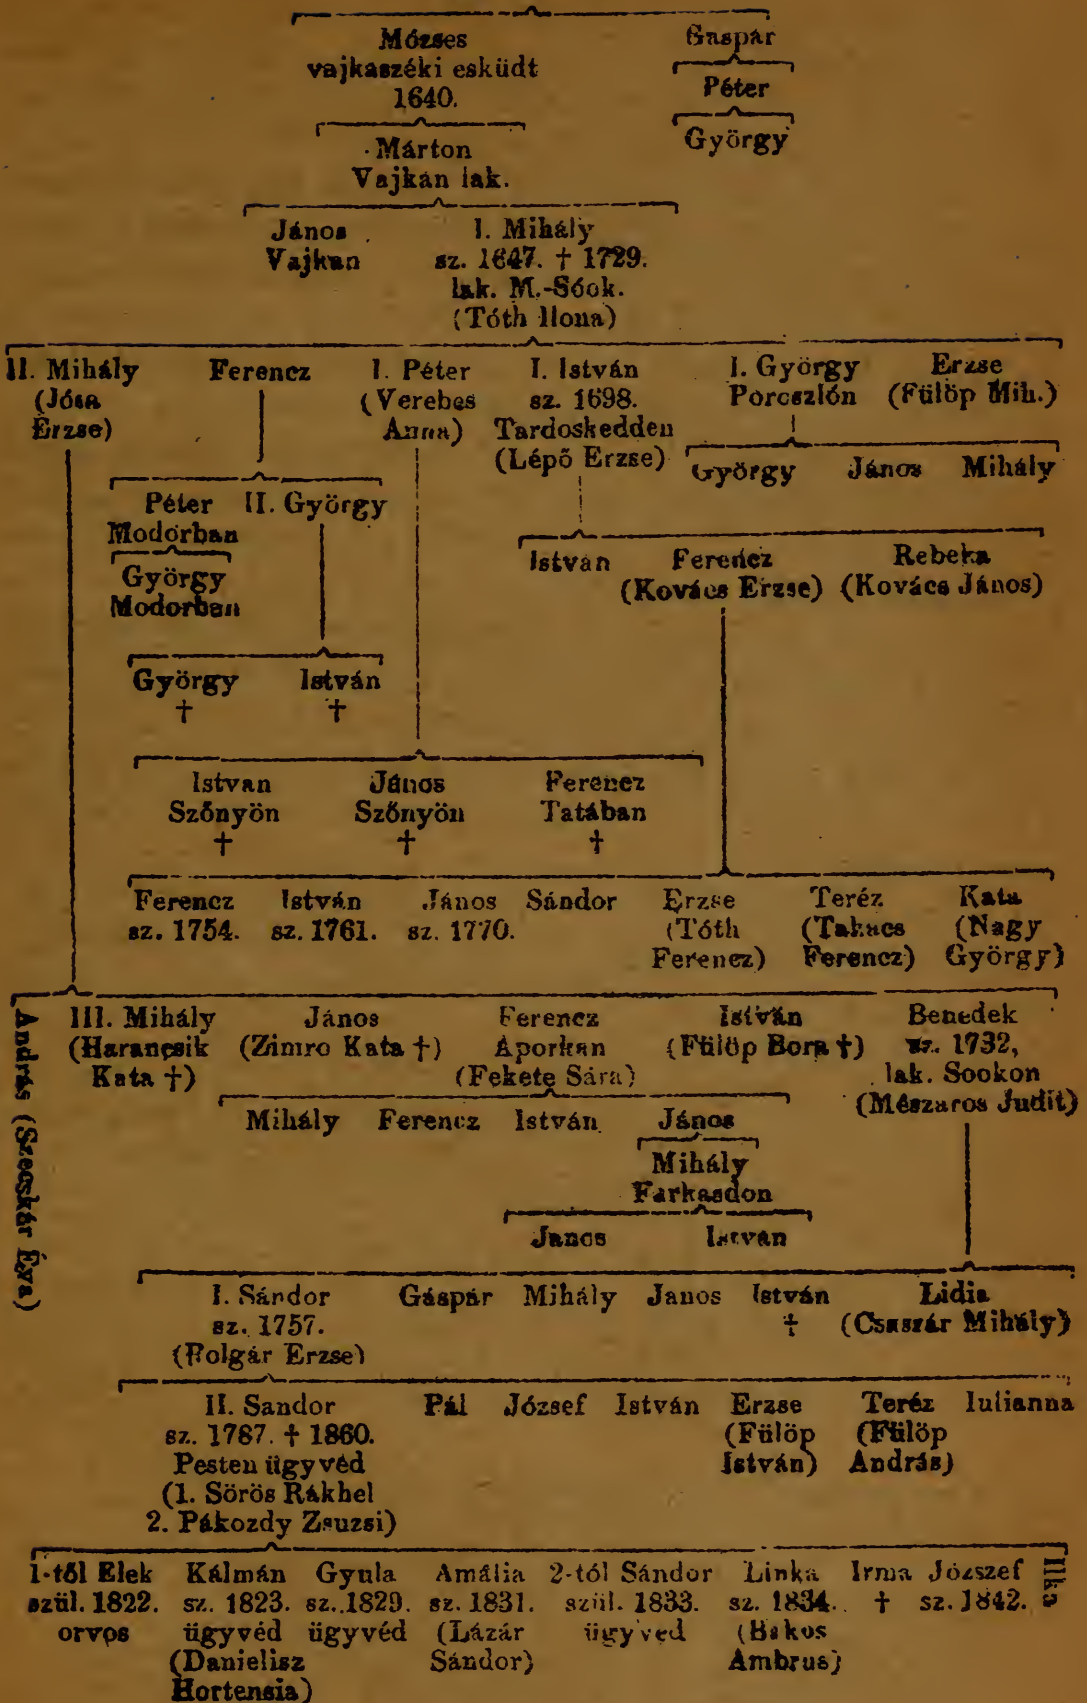 Mózses Gaspár
vajkaszéki esküdt
1640. Péter
Márton György
Vajkán lak.
János I. Mihály
Vajkan sz. 1647. † 1729.
lak. M.-Sóok.
(Tóth Ilona)
II. Mihály Ferencz I. Péter I. István I. György Erzse
(Jósa (Verebes sz. 1698. Poroszlón (Fülöp Mih.)
Erzse) Anna) Tardoskedden
(Lépő Erzse) György János Mihály
Péter II. György
Modorban
István Ferencz Rebeka
György (Kovács Erzse) (Kovács János)
Modorban
György István
† †
Istvan János Ferencz
Szőnyön Szőnyön Tatában
† † †
Ferencz István János Sándor Erzse Teréz Kata
sz. 1754. sz. 1761. sz. 1770. (Tóth (Takacs (Nagy
Ferencz) Ferencz) György)
András (Szecskár Éva)
III. Mihály János Ferencz István Benedek
(Harancsik (Zimro Kata †) Aporkan (Fülöp Bora †) sz. 1732,
Kata †) (Fekete Sára) lak. Sookon
(Mészaros Judit)
Mihály Ferencz István János
Mihály
Farkasdon
Janos István
I. Sándor Gáspár Mihály Janos István Lidia
sz. 1757. † (Csaszár Mihály)
(Polgár Erzse)
II. Sandor Pál József István Erzse Teréz Iulianna
sz. 1787. † 1860. (Fülöp (Fülöp
Pesten ügyvéd István) András)
(1. Sörös Rákhel
2. Pákozdy Zsuzsi)
1-től Elek Kálmán Gyula Amália 2-tól Sándor Linka Irma József Ilka
szül. 1822. sz. 1823. sz. 1829. sz. 1831. szül. 1833. sz. 1834. † sz. 1842.
orvos ügyvéd ügyvéd (Lázár ügyvéd (Bakos
(Danielisz Sándor) Ambrus)
Hortensia)